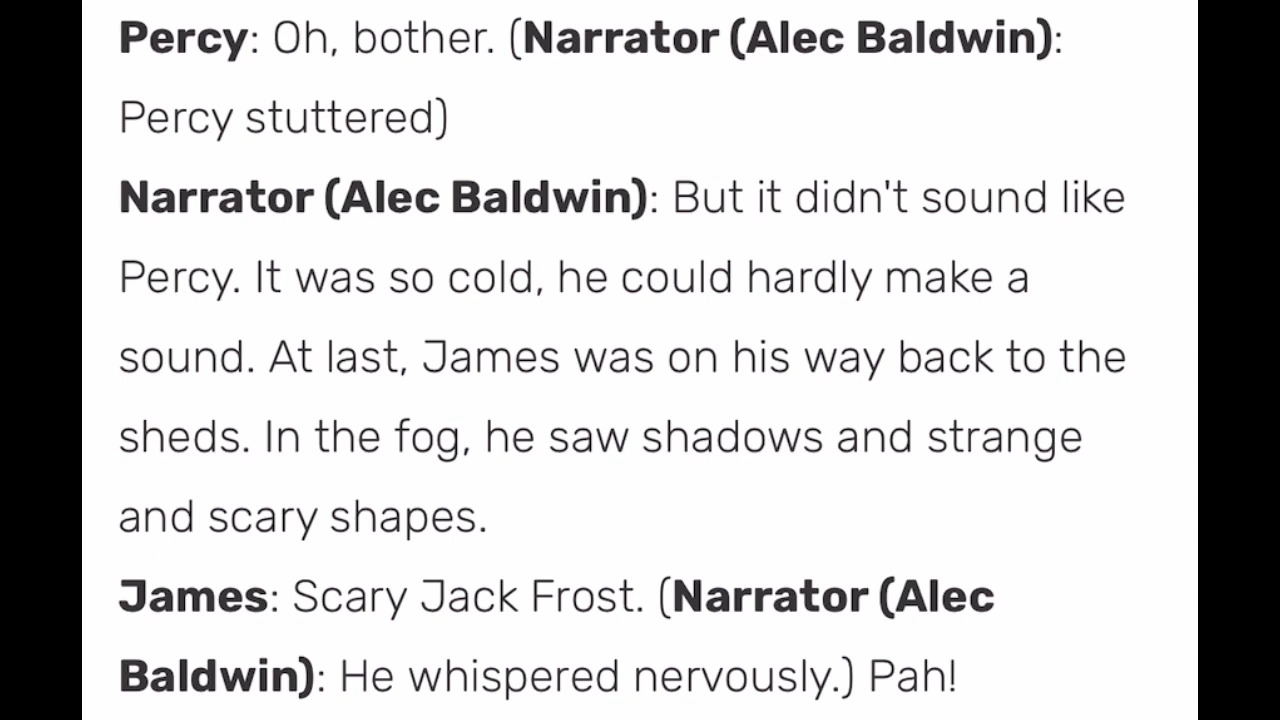 Percy: Oh, bother. (Narrator (Alec Baldwin):
Percy stuttered)
Narrator (Alec Baldwin): But it didn't sound like
Percy. It was so cold, he could hardly make a
sound. At last, James was on his way back to the
sheds. In the fog, he saw shadows and strange
and scary shapes.
James: Scary Jack Frost. (Narrator (Alec
Baldwin): He whispered nervously.) Pah!